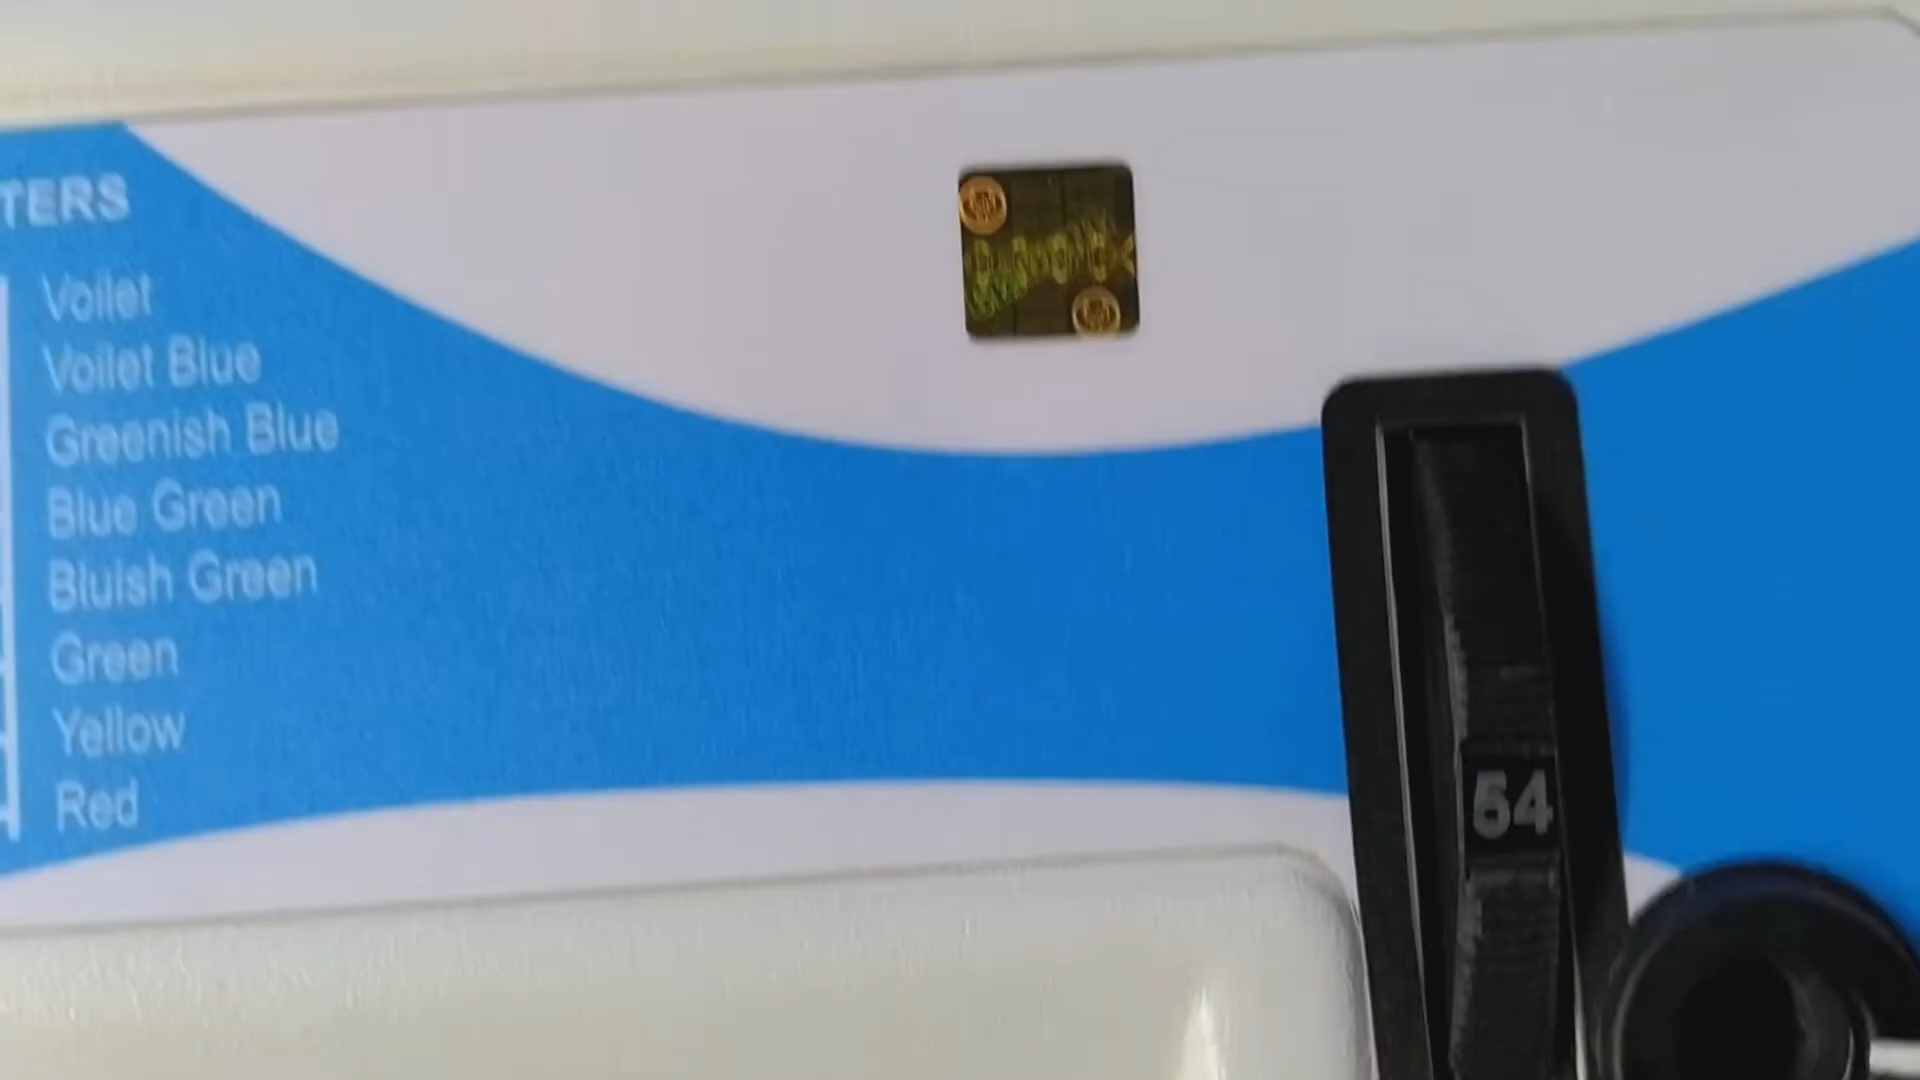 TERS
Voilet
Voilet Blue
Greenish Blue
Blue Green
Bluish Green
Green
Yellow
Red
54